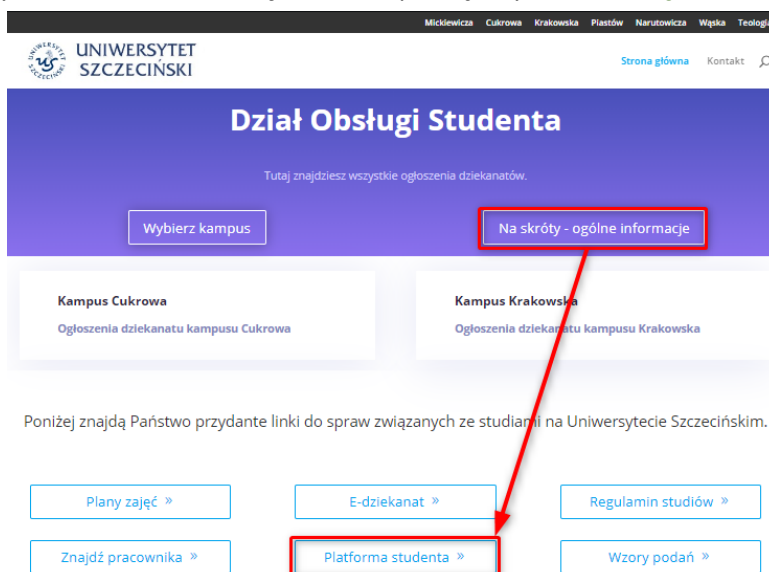 Mickiewicza Cukrowa Krakowska Piastów Narutowicza Wąska Teologia
UNIWERSYTET
SZCZECIŃSKI
Strona główna Kontakt
Dział Obsługi Studenta
Tutaj znajdziesz wszystkie ogłoszenia dziekanatów.
Wybierz kampus
Na skróty - ogólne informacje
Kampus Cukrowa
Kampus Krakowska
Ogłoszenia dziekanatu kampusu Cukrowa
Ogłoszenia dziekanatu kampusu Krakowska
Poniżej znajdą Państwo przydante linki do spraw związanych ze studiami na Uniwersytecie Szczecińskim.
Plany zajęć »
E-dziekanat »
Regulamin studiów »
Znajdź pracownika »
Platforma studenta »
Wzory podań »